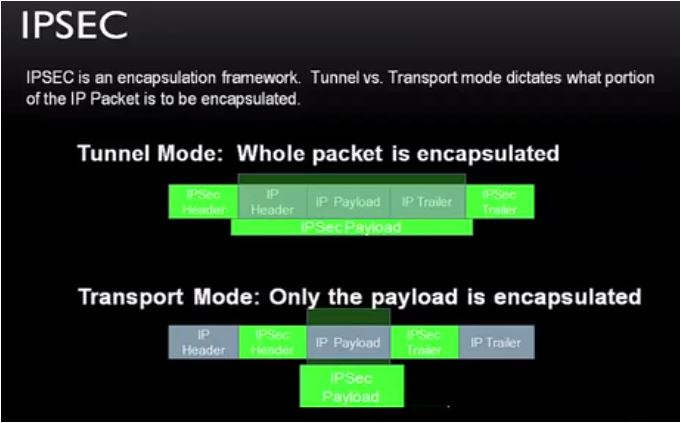 IPSEC
IPSEC is an encapsulation framework. Tunnel vs. Transport mode dictates what portion
of the IP Packet is to be encapsulated.
Tunnel Mode: Whole packet is encapsulated
IPSec
Header
IP
Header
IP Payload
IP Trailer
IPSec
Trailer
IPSec Payload
Transport Mode: Only the payload is encapsulated
IP
Header
IPSec
Header
IP Payload
IPSec
Trailer
IP Trailer
IPSec
Payload